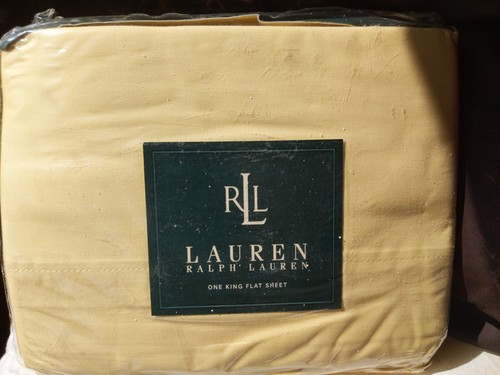 RLL
LAUREN
RALPH LAUREN
ONE KING FLAT SHEET